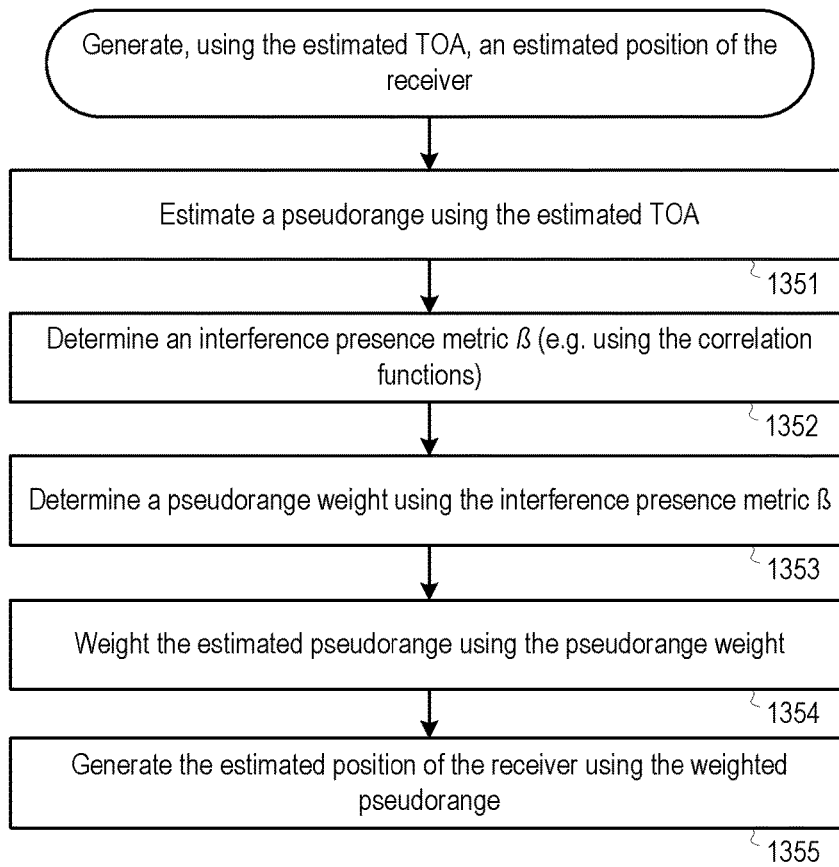 Generate, using the estimated TOA, an estimated position of the
receiver
Estimate a pseudorange using the estimated TOA
1351
Determine an interference presence metric ß (e.g. using the correlation
functions)
1352
Determine a pseudorange weight using the interference presence metric ß
1353
Weight the estimated pseudorange using the pseudorange weight
1354
Generate the estimated position of the receiver using the weighted
pseudorange
1355